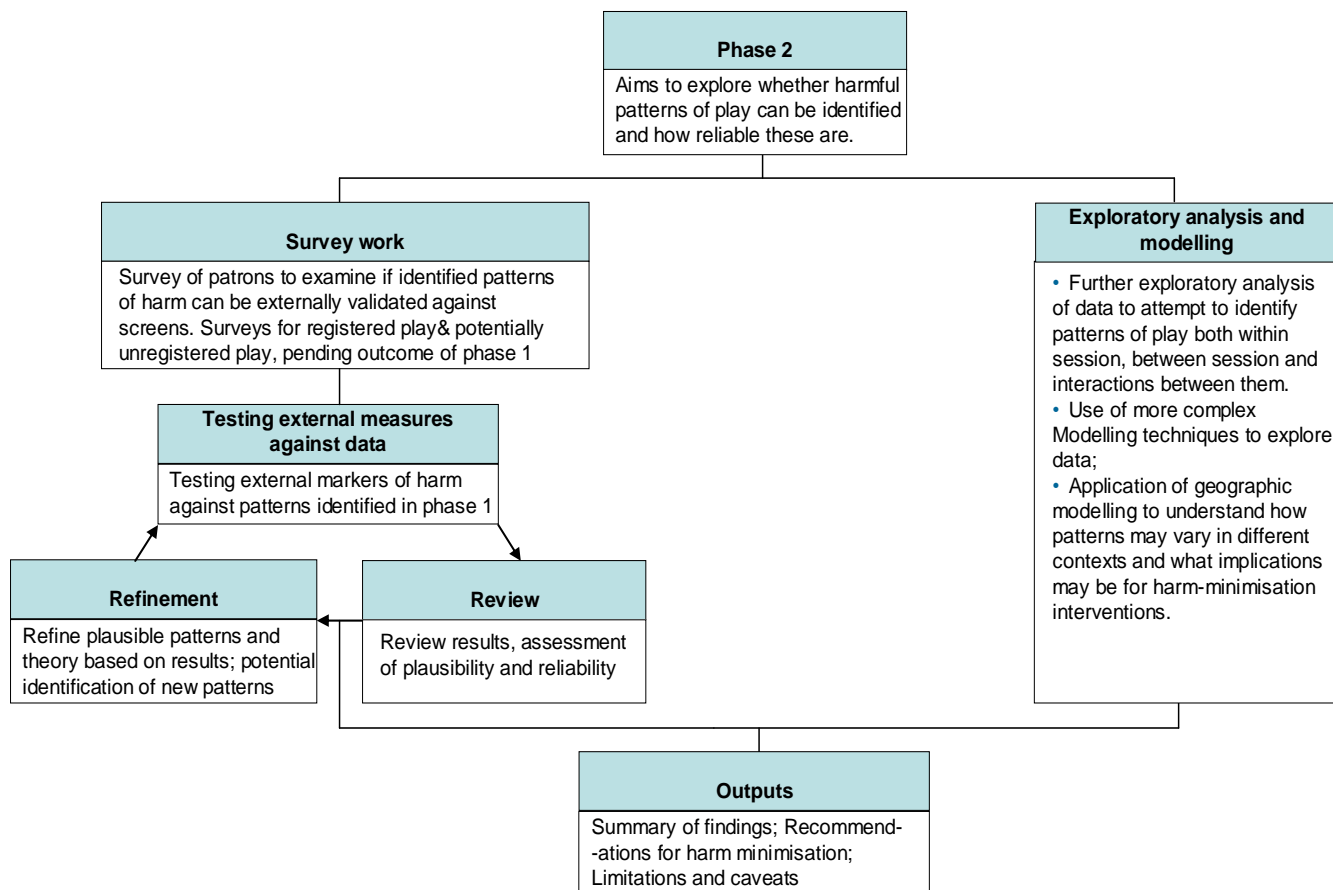 Phase 2
Aims to explore whether harmful
patterns of play can be identified
and how reliable these are.
Survey work
Survey of patrons to examine if identified patterns
of harm can be externally validated against
screens. Surveys for registered play& potentially
unregistered play, pending outcome of phase 1
Testing external measures
against data
Testing external markers of harm
against patterns identified in phase 1
Refinement
Refine plausible patterns and
theory based on results; potential
identification of new patterns
Review
Review results, assessment
of plausibility and reliability
Exploratory analysis and
modelling
• Further exploratory analysis
of data to attempt to identify
patterns of play both within
session, between session and
interactions between them.
• Use of more complex
Modelling techniques to explore
data;
• Application of geographic
modelling to understand how
patterns may vary in different
contexts and what implications
may be for harm-minimisation
interventions.
Outputs
Summary of findings; Recommend-
-ations for harm minimisation;
Limitations and caveats